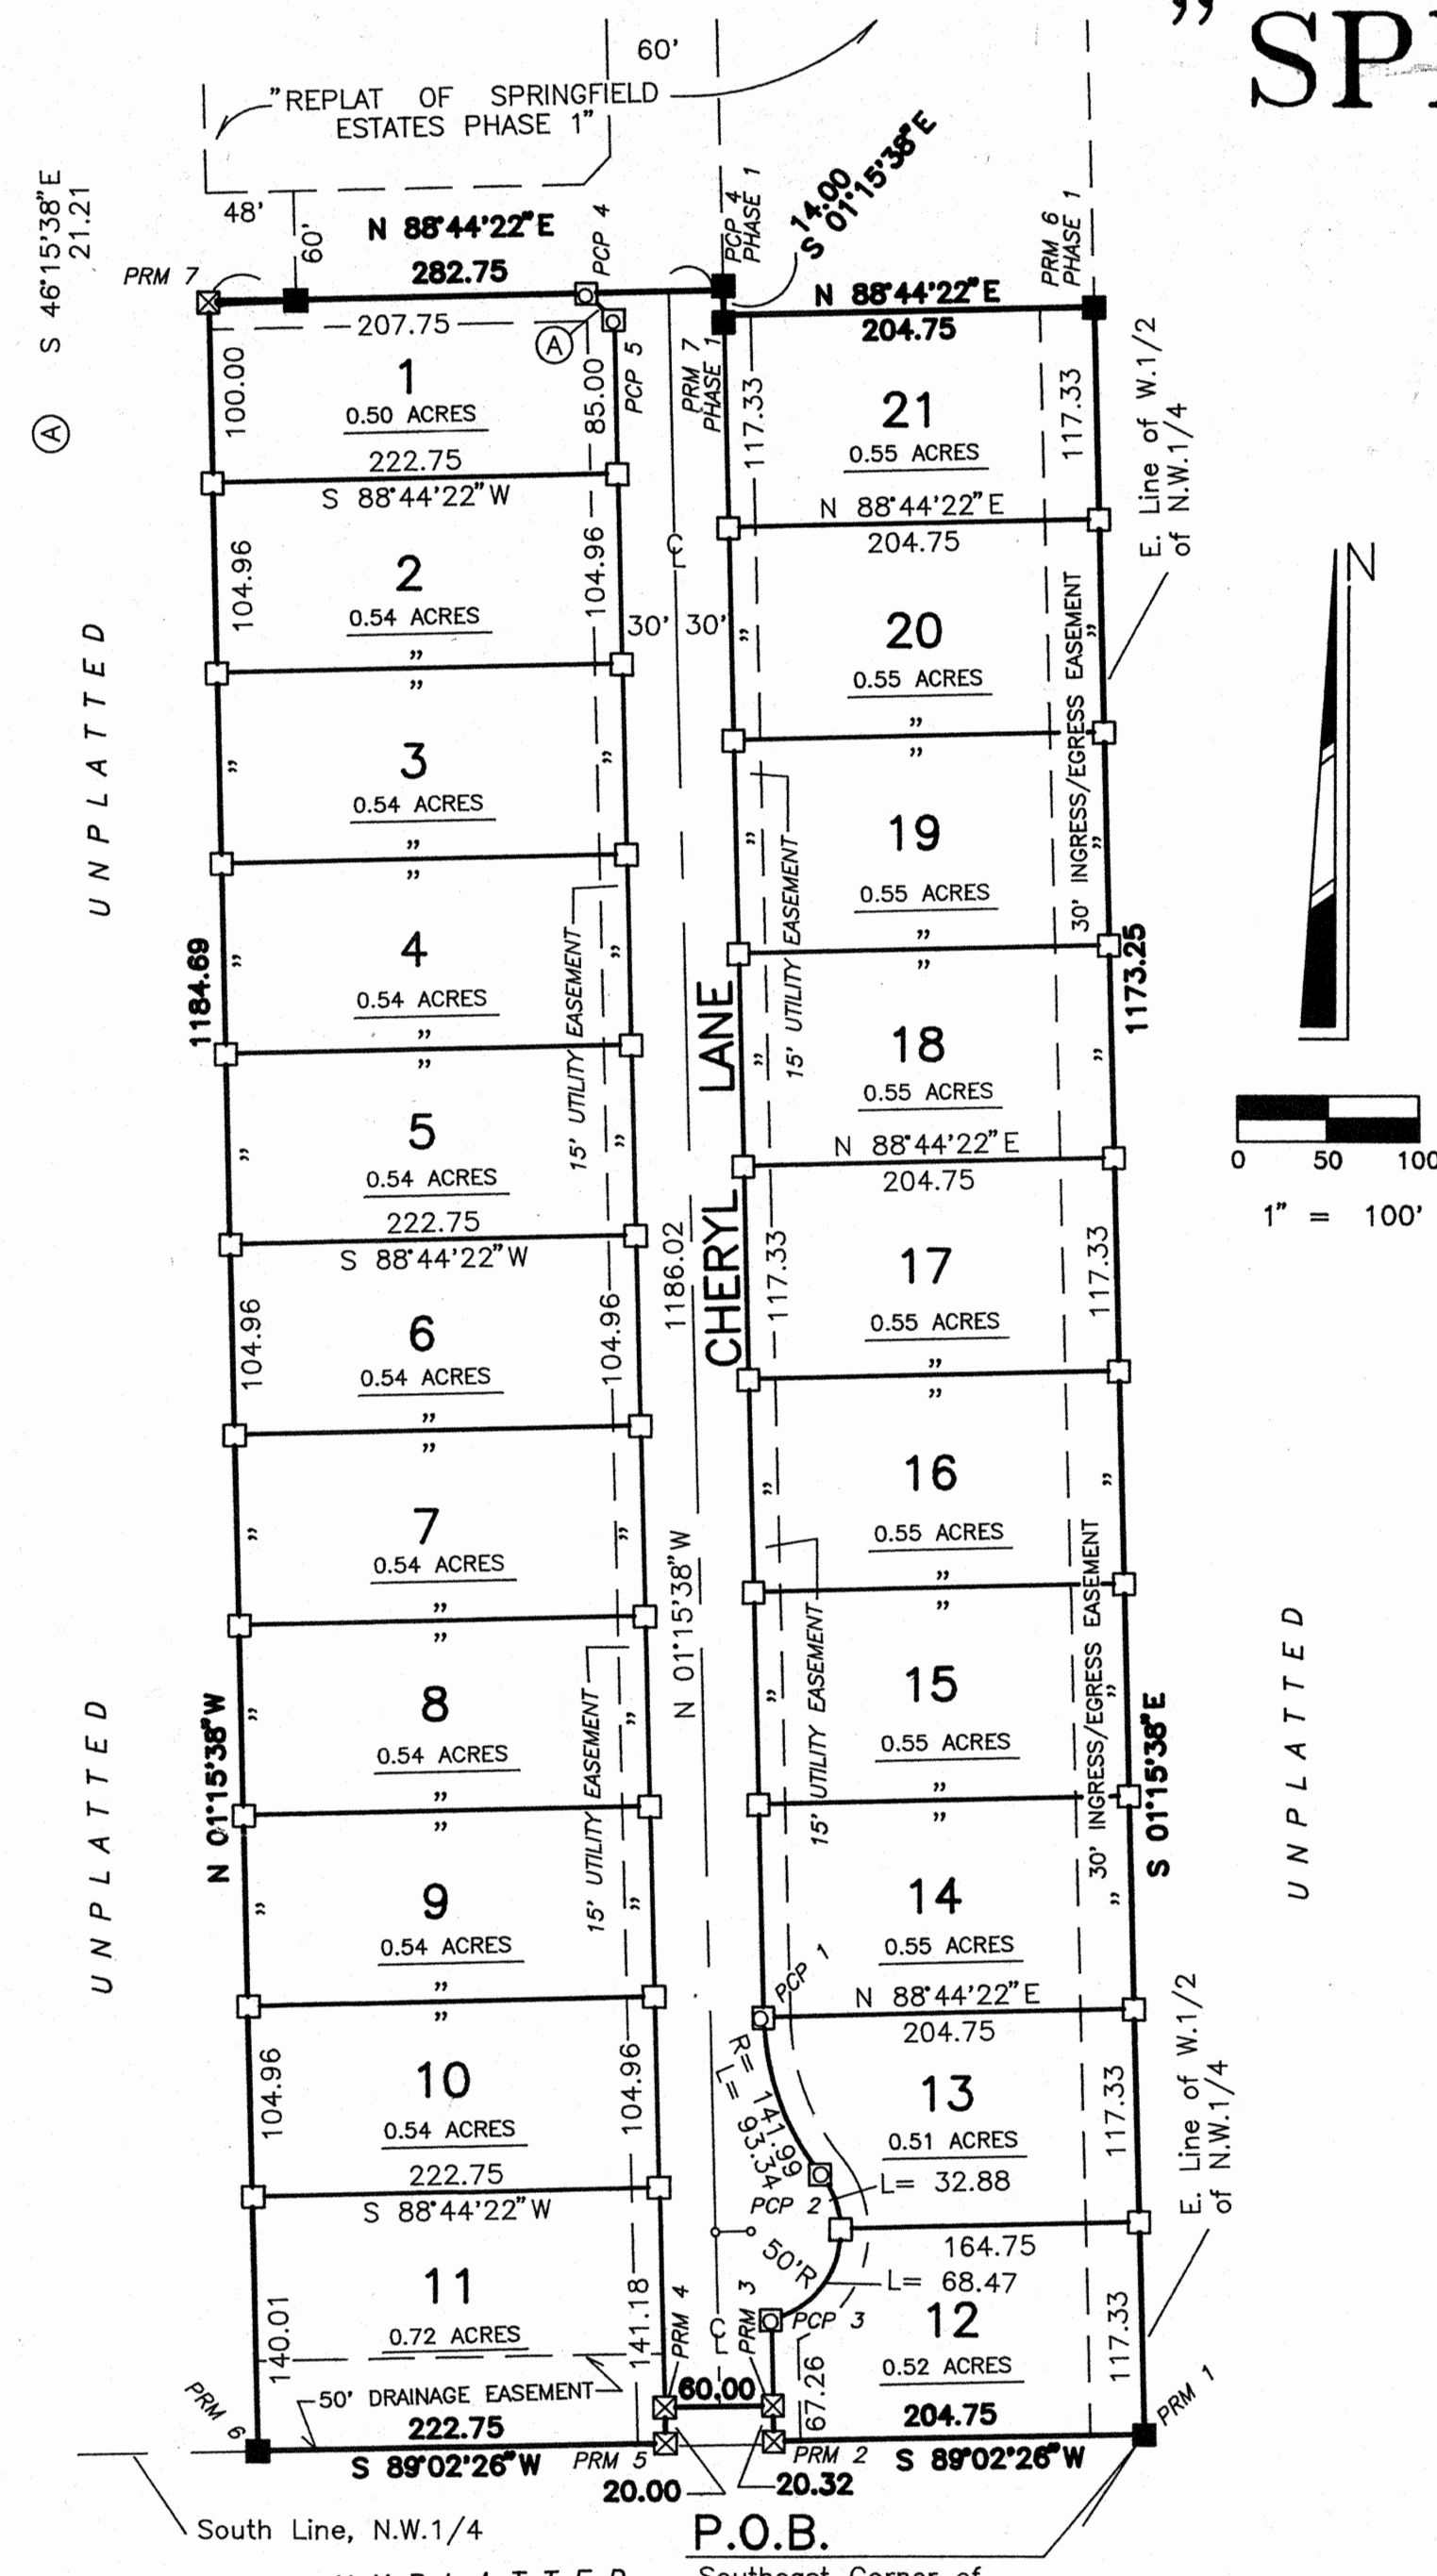 ” SP
60'
"REPLAT OF SPRINGFIELD
ESTATES PHASE 1"
S 46°15'38"E
21.21
A
48'
60'
N 88°44'22"E
282.75
PRM 7
PCP 4
PCP 4
PHASE 1
14.00
S 01°15'38"E
PRM 6
PHASE 1
N 88°44'22"E
204.75
207.75
A
PCP 5
PRM 7
PHASE 1
E. Line of W.1/2
of N.W.1/4
100.00
1
0.50 ACRES
85.00
222.75
S 88°44'22"W
117.33
21
0.55 ACRES
117.33
N 88°44'22"E
204.75
104.96
2
0.54 ACRES
104.96
"
"
CL
30' 30'
"
20
0.55 ACRES
"
"
"
30' INGRESS/EGRESS EASEMENT
N
UNPLATTED
"
3
0.54 ACRES
"
"
"
"
19
0.55 ACRES
"
"
"
15' UTILITY EASEMENT
1184.69
"
4
0.54 ACRES
"
"
"
15' UTILITY EASEMENT
CHERYL LANE
"
18
0.55 ACRES
"
N 88°44'22"E
204.75
1173.25
0 50 100
1" = 100'
"
5
0.54 ACRES
"
222.75
S 88°44'22"W
1186.02
117.33
17
0.55 ACRES
117.33
"
"
104.96
6
0.54 ACRES
104.96
"
"
"
16
0.55 ACRES
"
"
"
"
7
0.54 ACRES
"
"
"
N 01°15'38"W
15' UTILITY EASEMENT
"
15
0.55 ACRES
"
"
"
30' INGRESS/EGRESS EASEMENT
S 01°15'38"E
UNPLATTED
UNPLATTED
N 01°15'38"W
"
8
0.54 ACRES
"
"
"
15' UTILITY EASEMENT
14
0.55 ACRES
"
N 88°44'22"E
204.75
"
9
0.54 ACRES
"
"
"
PCP 1
R= 141.99
L= 93.34
13
0.51 ACRES
117.33
E. Line of W.1/2
of N.W.1/4
104.96
10
0.54 ACRES
104.96
222.75
S 88°44'22"W
PCP 2
L= 32.88
164.75
50'R
L= 68.47
140.01
11
0.72 ACRES
141.18
PRM 4
CL
PRM 3
PCP 3
12
0.52 ACRES
117.33
67.26
60.00
PRM 6
50' DRAINAGE EASEMENT
222.75
S 89°02'26"W
PRM 5
20.00
20.32
PRM 2
204.75
S 89°02'26"W
PRM 1
South Line, N.W.1/4
P.O.B.
UNPLATTED
Southeast Corner of